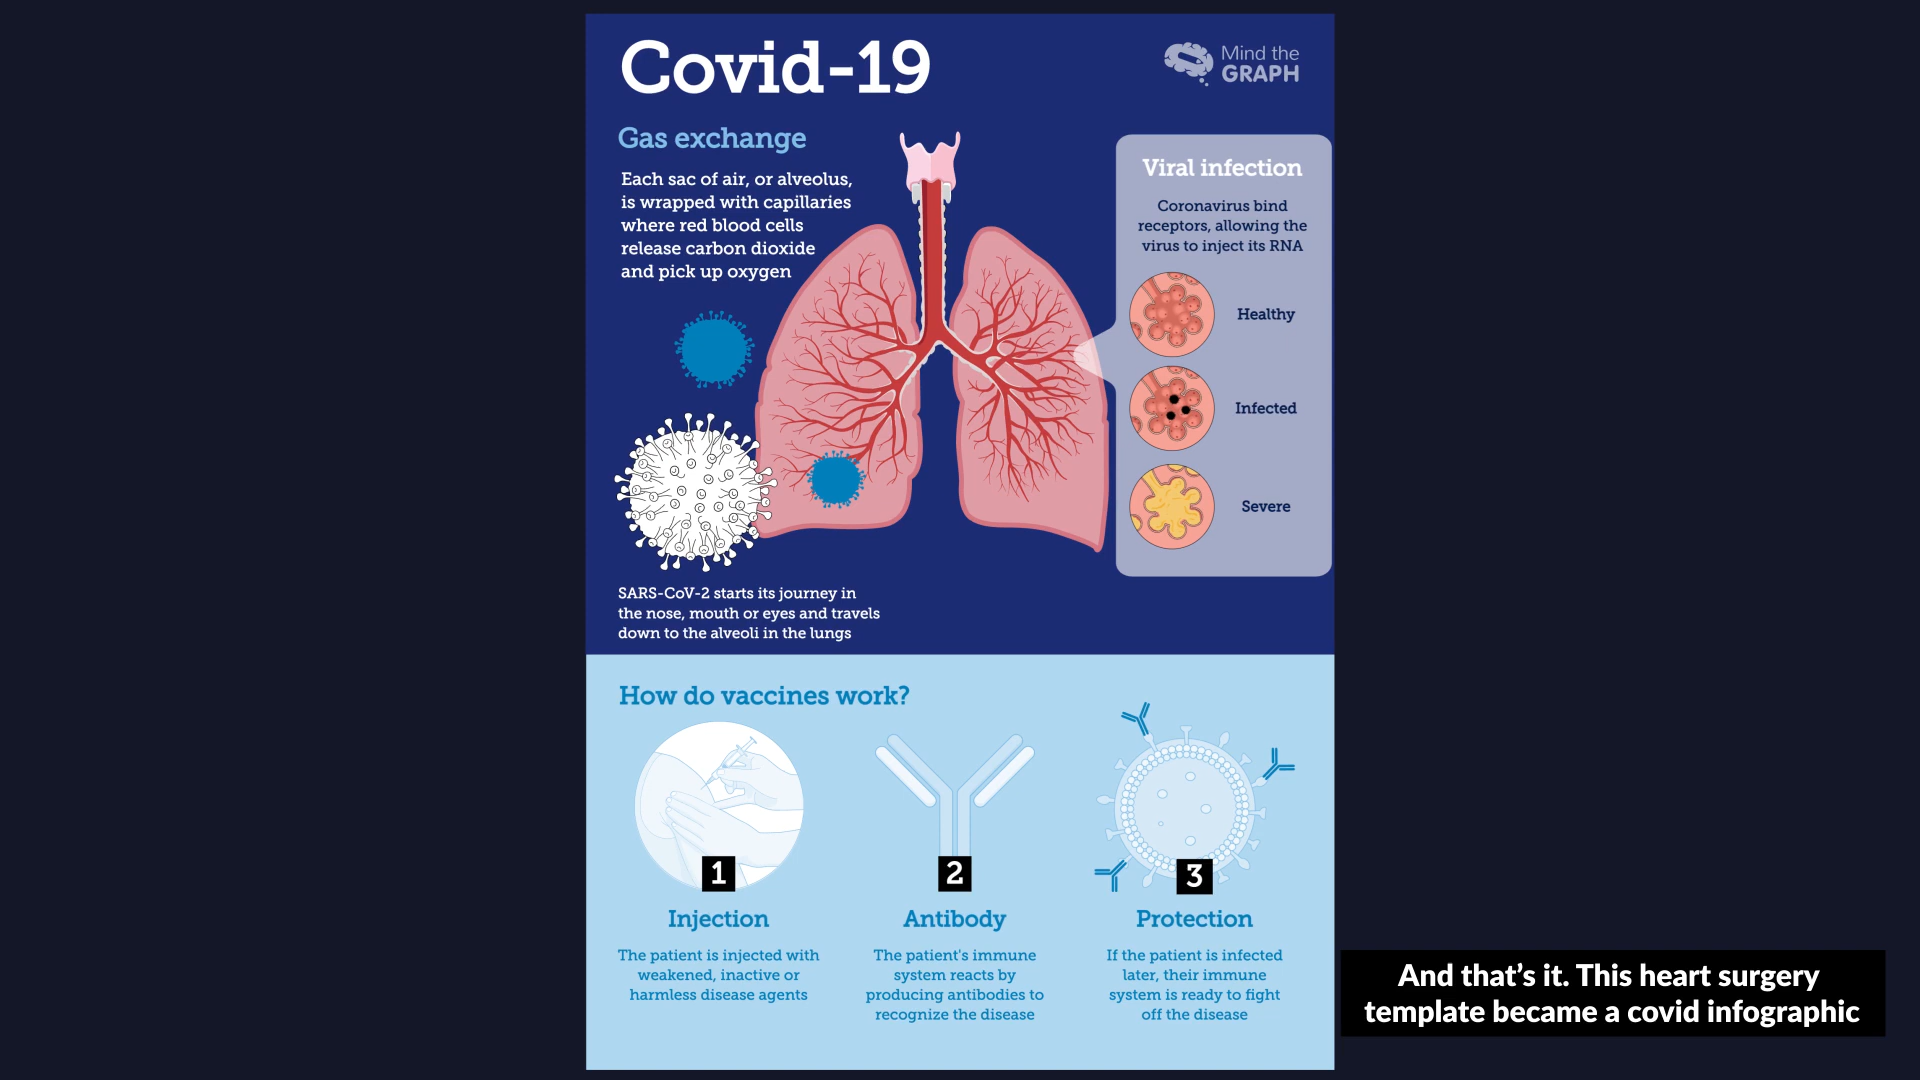 Covid-19
Mind the
GRAPH
Gas exchange
Each sac of air, or alveolus,
is wrapped with capillaries
where red blood cells
release carbon dioxide
and pick up oxygen
Viral infection
Coronavirus bind
receptors, allowing the
virus to inject its RNA
Healthy
Infected
Severe
SARS-CoV-2 starts its journey in
the nose, mouth or eyes and travels
down to the alveoli in the lungs
How do vaccines work?
1
Injection
The patient is injected with
weakened, inactive or
harmless disease agents
2
Antibody
The patient's immune
system reacts by
producing antibodies to
recognize the disease
3
Protection
If the patient is infected
later, their immune
system is ready to fight
off the disease
And that’s it. This heart surgery
template became a covid infographic